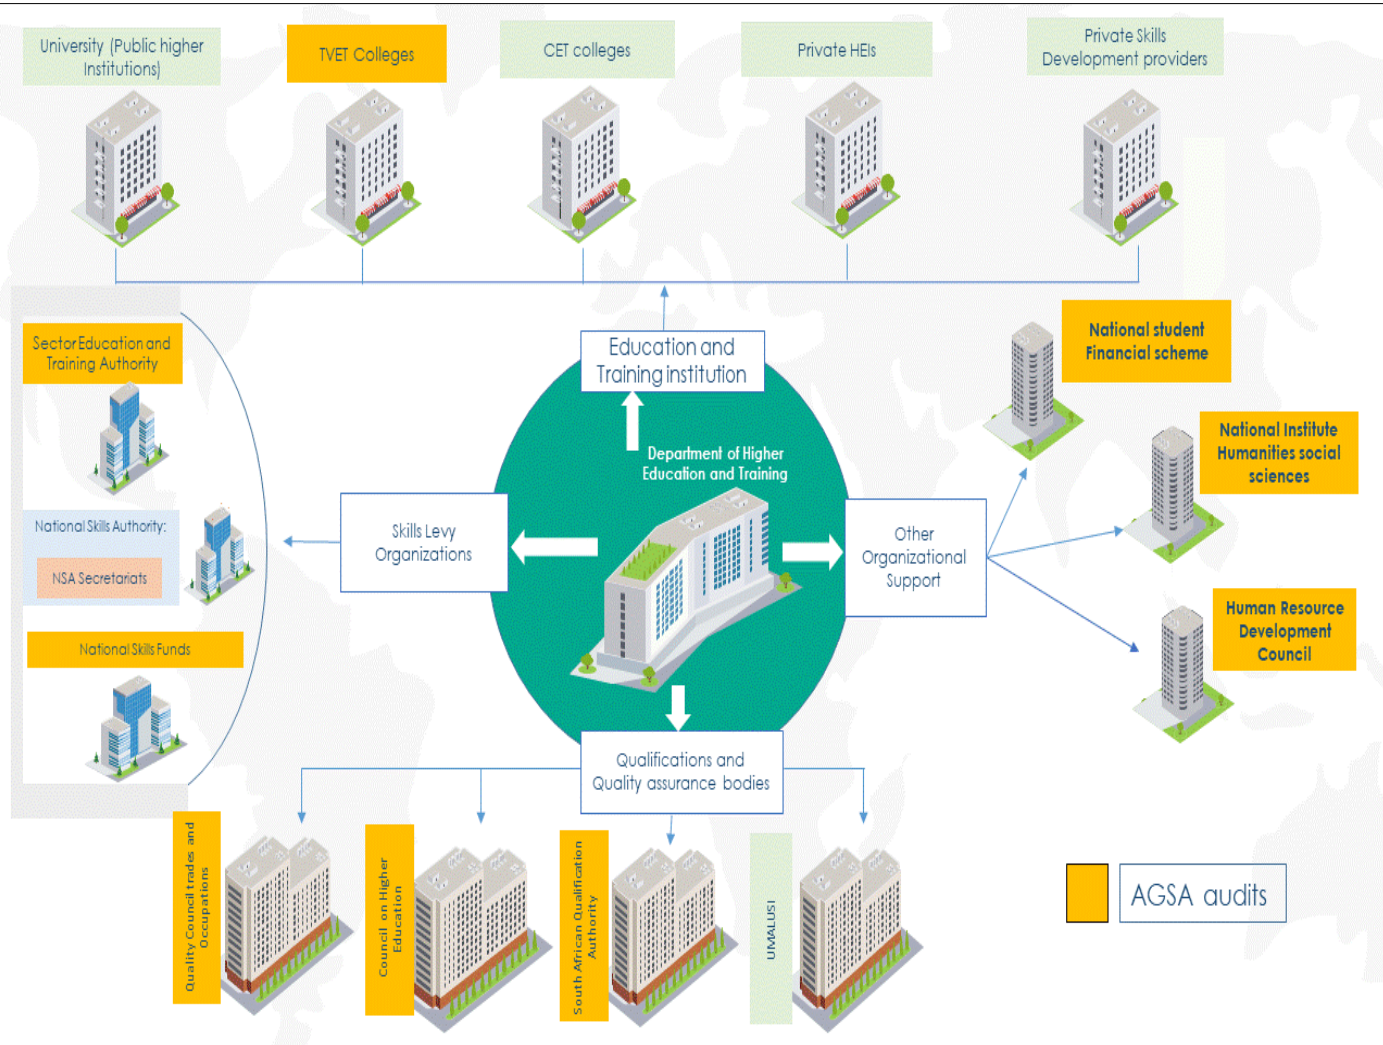 University (Public higher
Institutions)
TVET Colleges
CET colleges
Private HEIs
Private Skills
Development providers
Sector Education and
Training Authority
National Skills Authority:
NSA Secretariats
National Skills Funds
Skills Levy
Organizations
Education and
Training institution
Department of Higher
Education and Training
Other
Organizational
Support
National student
Financial scheme
National Institute
Humanities social
sciences
Human Resource
Development
Council
Qualifications and
Quality assurance bodies
Quality Council trades and
Occupations
Council on Higher
Education
South African Qualification
Authority
UMALUSI
AGSA audits